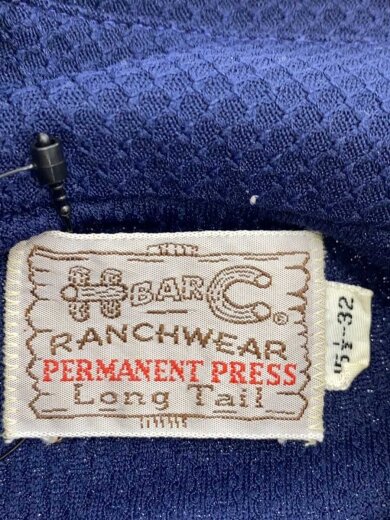 H BAR C®
RANCHWEAR
PERMANENT PRESS
Long Tail
15½-32